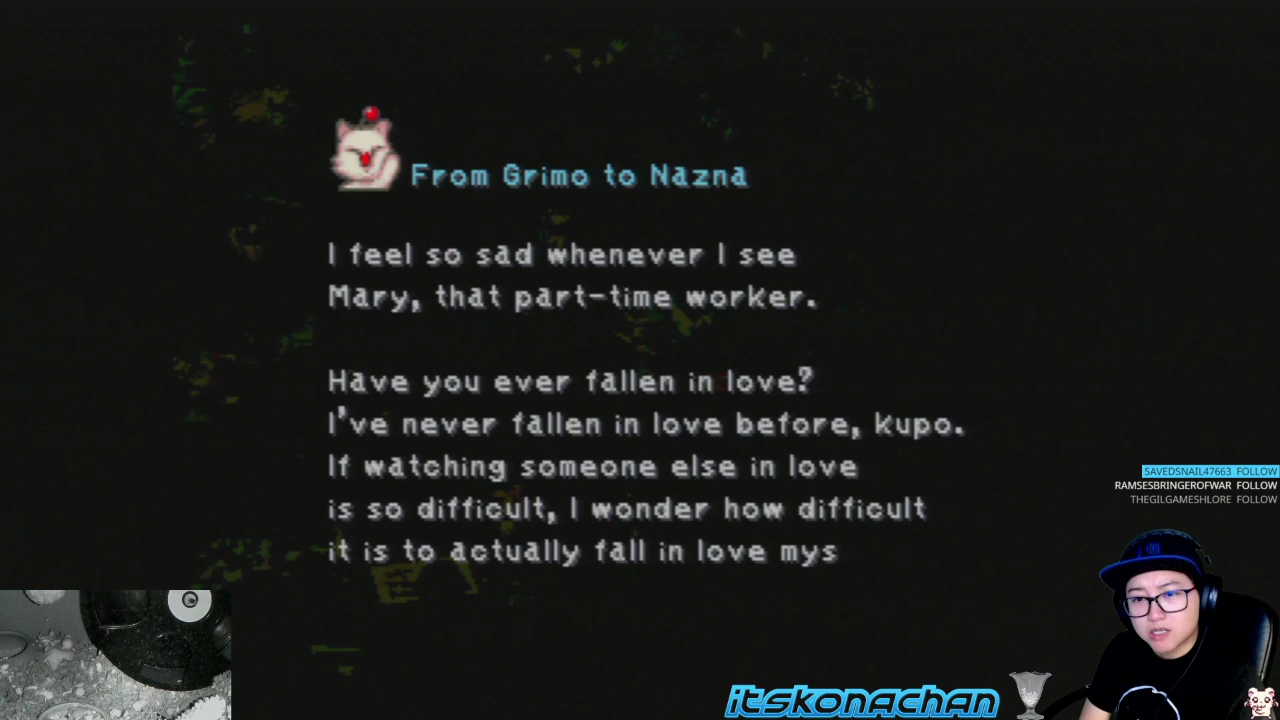 From Grimo to Nazna
I feel so sad whenever I see
Mary, that part-time worker.
Have you ever fallen in love?
I've never fallen in love before, kupo.
If watching someone else in love
is so difficult, I wonder how difficult
it is to actually fall in love mys
SAVEDSNAIL47663 FOLLOW
RAMSESBRINGEROFWAR FOLLOW
THEGILGAMESHLORE FOLLOW
itskonachan